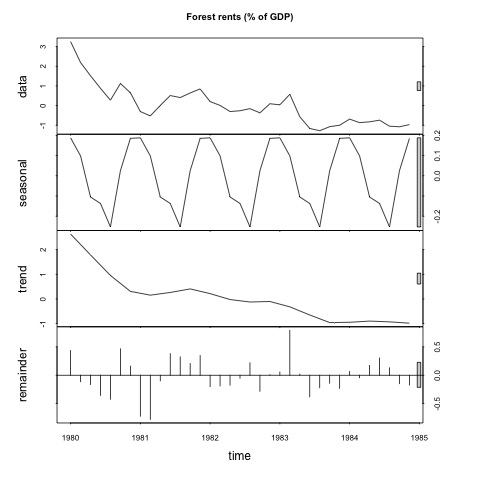 Forest rents (% of GDP)
data
3
2
1
0
-1
seasonal
0.2
0.1
0.0
-0.2
trend
2
1
0
-1
remainder
0.5
0.0
-0.5
1980 1981 1982 1983 1984 1985
time